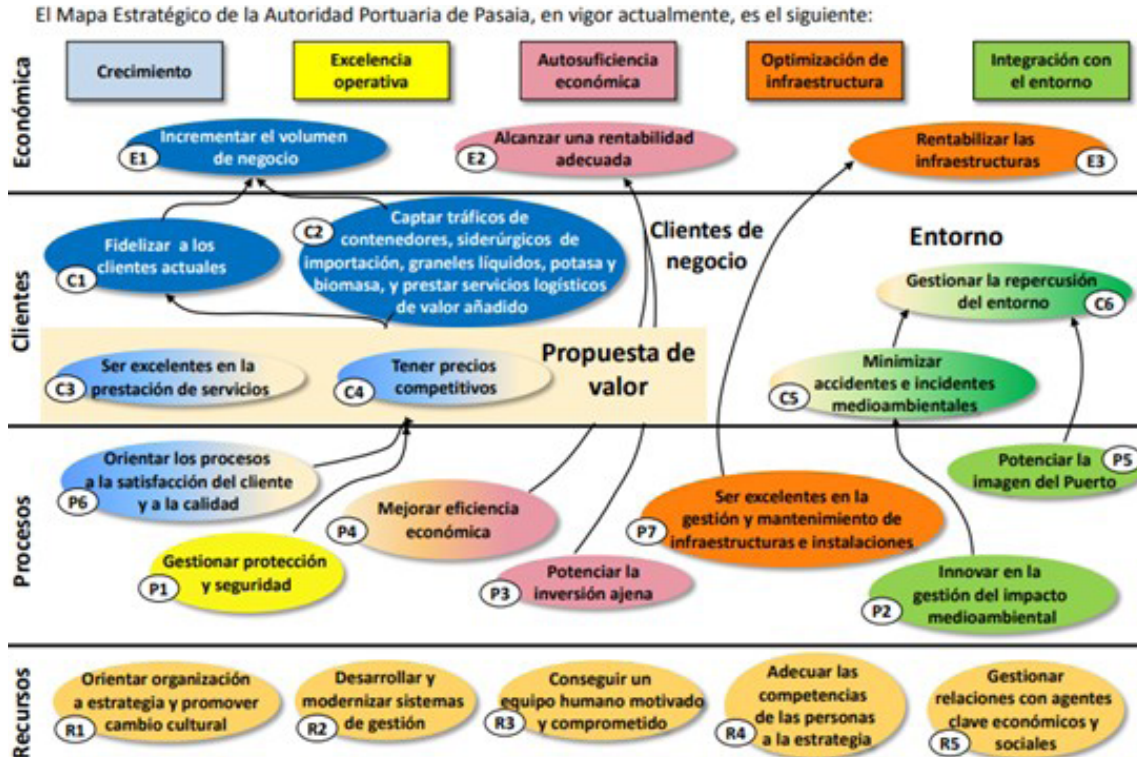 El Mapa Estratégico de la Autoridad Portuaria de Pasaia, en vigor actualmente, es el siguiente:
Económica
Crecimiento
Excelencia
operativa
Autosuficiencia
económica
Optimización de
infraestructura
Integración con
el entorno
Incrementar el volumen
de negocio
E1
Alcanzar una rentabilidad
adecuada
E2
Rentabilizar las
infraestructuras
E3
Clientes
Fidelizar a los
clientes actuales
C1
C2
Captar tráficos de
contenedores, siderúrgicos de
importación, graneles líquidos, potasa y
biomasa, y prestar servicios logísticos
de valor añadido
Clientes de
negocio
Entorno
Gestionar la repercusión
del entorno
C6
Ser excelentes en la
prestación de servicios
C3
Tener precios
competitivos
C4
Propuesta de
valor
Minimizar
accidentes e incidentes
medioambientales
C5
Procesos
Orientar los procesos
a la satisfacción del cliente
y a la calidad
P6
Gestionar protección
y seguridad
P1
Mejorar eficiencia
económica
P4
Potenciar la
inversión ajena
P3
Ser excelentes en la
gestión y mantenimiento de
infraestructuras e instalaciones
P7
Potenciar la
imagen del Puerto
P5
Innovar en la
gestión del impacto
medioambiental
P2
Recursos
Orientar organización
a estrategia y promover
cambio cultural
R1
Desarrollar y
modernizar sistemas
de gestión
R2
Conseguir un
equipo humano motivado
y comprometido
R3
Adecuar las
competencias
de las personas
a la estrategia
R4
Gestionar
relaciones con agentes
clave económicos y
sociales
R5